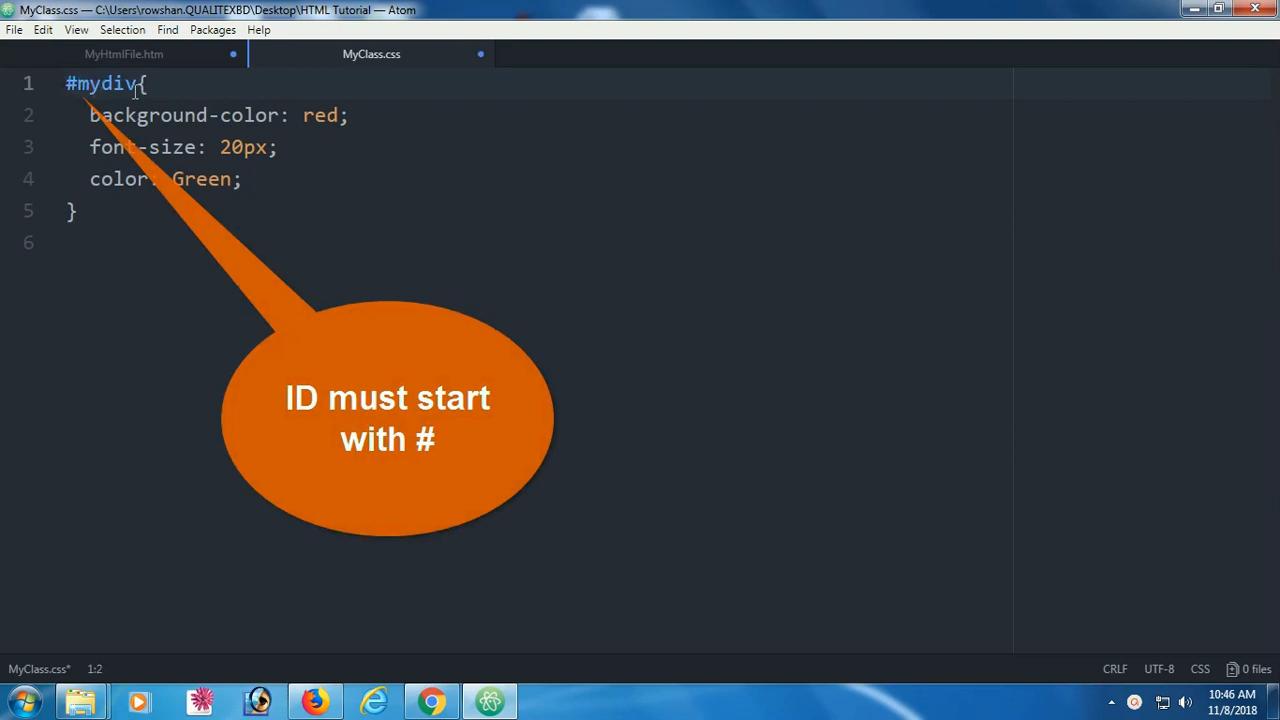 MyClass.css — C:\Users\rowshan.QUALITEXBD\Desktop\HTML Tutorial — Atom
File Edit View Selection Find Packages Help
MyHtmlFile.htm MyClass.css
1 #mydiv{
2 background-color: red;
3 font-size: 20px;
4 color: Green;
5 }
6
ID must start
with #
MyClass.css* 1:2 CRLF UTF-8 CSS 0 files
10:46 AM
11/8/2018